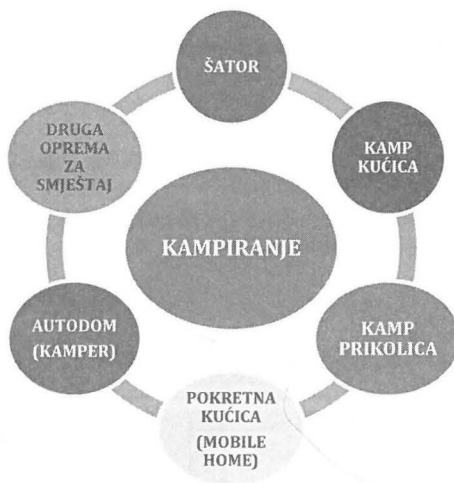 ŠATOR
KAMP
KUĆICA
KAMP
PRIKOLICA
POKRETNA
KUĆICA
(MOBILE
HOME)
AUTODOM
(KAMPER)
DRUGA
OPREMA
ZA
SMJEŠTAJ
KAMPIRANJE